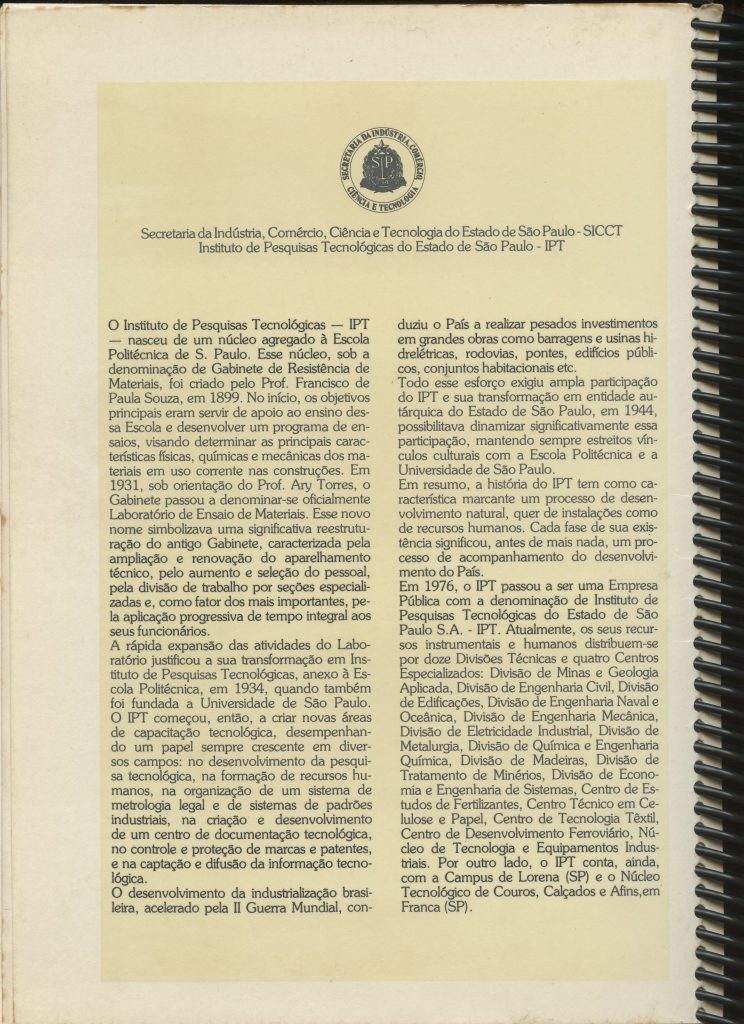 SECRETARIA DA INDÚSTRIA, COMÉRCIO,
CIÊNCIA E TECNOLOGIA
SP
Secretaria da Indústria, Comércio, Ciência e Tecnologia do Estado de São Paulo - SICCT
Instituto de Pesquisas Tecnológicas do Estado de São Paulo - IPT
O Instituto de Pesquisas Tecnológicas — IPT
— nasceu de um núcleo agregado à Escola
Politécnica de S. Paulo. Esse núcleo, sob a
denominação de Gabinete de Resistência de
Materiais, foi criado pelo Prof. Francisco de
Paula Souza, em 1899. No início, os objetivos
principais eram servir de apoio ao ensino des-
sa Escola e desenvolver um programa de en-
saios, visando determinar as principais carac-
terísticas físicas, químicas e mecânicas dos ma-
teriais em uso corrente nas construções. Em
1931, sob orientação do Prof. Ary Torres, o
Gabinete passou a denominar-se oficialmente
Laboratório de Ensaio de Materiais. Esse novo
nome simbolizava uma significativa reestrutu-
ração do antigo Gabinete, caracterizada pela
ampliação e renovação do aparelhamento
técnico, pelo aumento e seleção do pessoal,
pela divisão de trabalho por seções especiali-
zadas e, como fator dos mais importantes, pe-
la aplicação progressiva de tempo integral aos
seus funcionários.
A rápida expansão das atividades do Labo-
ratório justificou a sua transformação em Ins-
tituto de Pesquisas Tecnológicas, anexo à Es-
cola Politécnica, em 1934, quando também
foi fundada a Universidade de São Paulo.
O IPT começou, então, a criar novas áreas
de capacitação tecnológica, desempenhan-
do um papel sempre crescente em diver-
sos campos: no desenvolvimento da pesqui-
sa tecnológica, na formação de recursos hu-
manos, na organização de um sistema de
metrologia legal e de sistemas de padrões
industriais, na criação e desenvolvimento
de um centro de documentação tecnológica,
no controle e proteção de marcas e patentes,
e na captação e difusão da informação tecno-
lógica.
O desenvolvimento da industrialização brasi-
leira, acelerado pela II Guerra Mundial, con-
duziu o País a realizar pesados investimentos
em grandes obras como barragens e usinas hi-
drelétricas, rodovias, pontes, edifícios públi-
cos, conjuntos habitacionais etc.
Todo esse esforço exigiu ampla participação
do IPT e sua transformação em entidade au-
tárquica do Estado de São Paulo, em 1944,
possibilitava dinamizar significativamente essa
participação, mantendo sempre estreitos vín-
culos culturais com a Escola Politécnica e a
Universidade de São Paulo.
Em resumo, a história do IPT tem como ca-
racterística marcante um processo de desen-
volvimento natural, quer de instalações como
de recursos humanos. Cada fase de sua exis-
tência significou, antes de mais nada, um pro-
cesso de acompanhamento do desenvolvi-
mento do País.
Em 1976, o IPT passou a ser uma Empresa
Pública com a denominação de Instituto de
Pesquisas Tecnológicas do Estado de São
Paulo S.A. - IPT. Atualmente, os seus recur-
sos instrumentais e humanos distribuem-se
por doze Divisões Técnicas e quatro Centros
Especializados: Divisão de Minas e Geologia
Aplicada, Divisão de Engenharia Civil, Divisão
de Edificações, Divisão de Engenharia Naval e
Oceânica, Divisão de Engenharia Mecânica,
Divisão de Eletricidade Industrial, Divisão de
Metalurgia, Divisão de Química e Engenharia
Química, Divisão de Madeiras, Divisão de
Tratamento de Minérios, Divisão de Econo-
mia e Engenharia de Sistemas, Centro de Es-
tudos de Fertilizantes, Centro Técnico em Ce-
lulose e Papel, Centro de Tecnologia Têxtil,
Centro de Desenvolvimento Ferroviário, Nú-
cleo de Tecnologia e Equipamentos Indus-
triais. Por outro lado, o IPT conta, ainda,
com a Campus de Lorena (SP) e o Núcleo
Tecnológico de Couros, Calçados e Afins,em
Franca (SP).